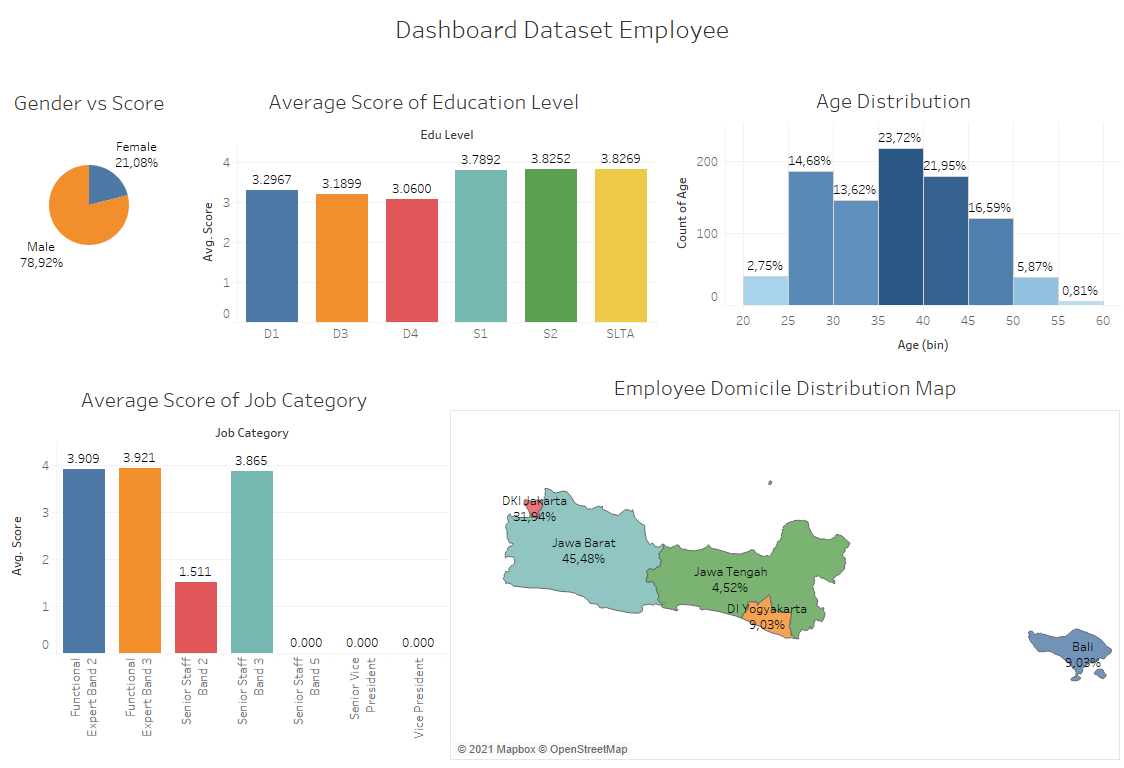 Dashboard Dataset Employee
Gender vs Score
Female
21,08%
Male
78,92%
Average Score of Education Level
Edu Level
Avg. Score
4
3
2
1
0
3.2967
3.1899
3.0600
3.7892
3.8252
3.8269
D1
D3
D4
S1
S2
SLTA
Age Distribution
Count of Age
200
100
0
2,75%
14,68%
13,62%
23,72%
21,95%
16,59%
5,87%
0,81%
20
25
30
35
40
45
50
55
60
Age (bin)
Average Score of Job Category
Job Category
Avg. Score
4
3
2
1
0
3.909
3.921
1.511
3.865
0.000
0.000
0.000
Functional
Expert Band 2
Functional
Expert Band 3
Senior Staff
Band 2
Senior Staff
Band 3
Senior Staff
Band 5
Senior Vice
President
Vice President
Employee Domicile Distribution Map
DKI Jakarta
31,94%
Jawa Barat
45,48%
Jawa Tengah
4,52%
DI Yogyakarta
9,03%
Bali
9,03%
© 2021 Mapbox © OpenStreetMap